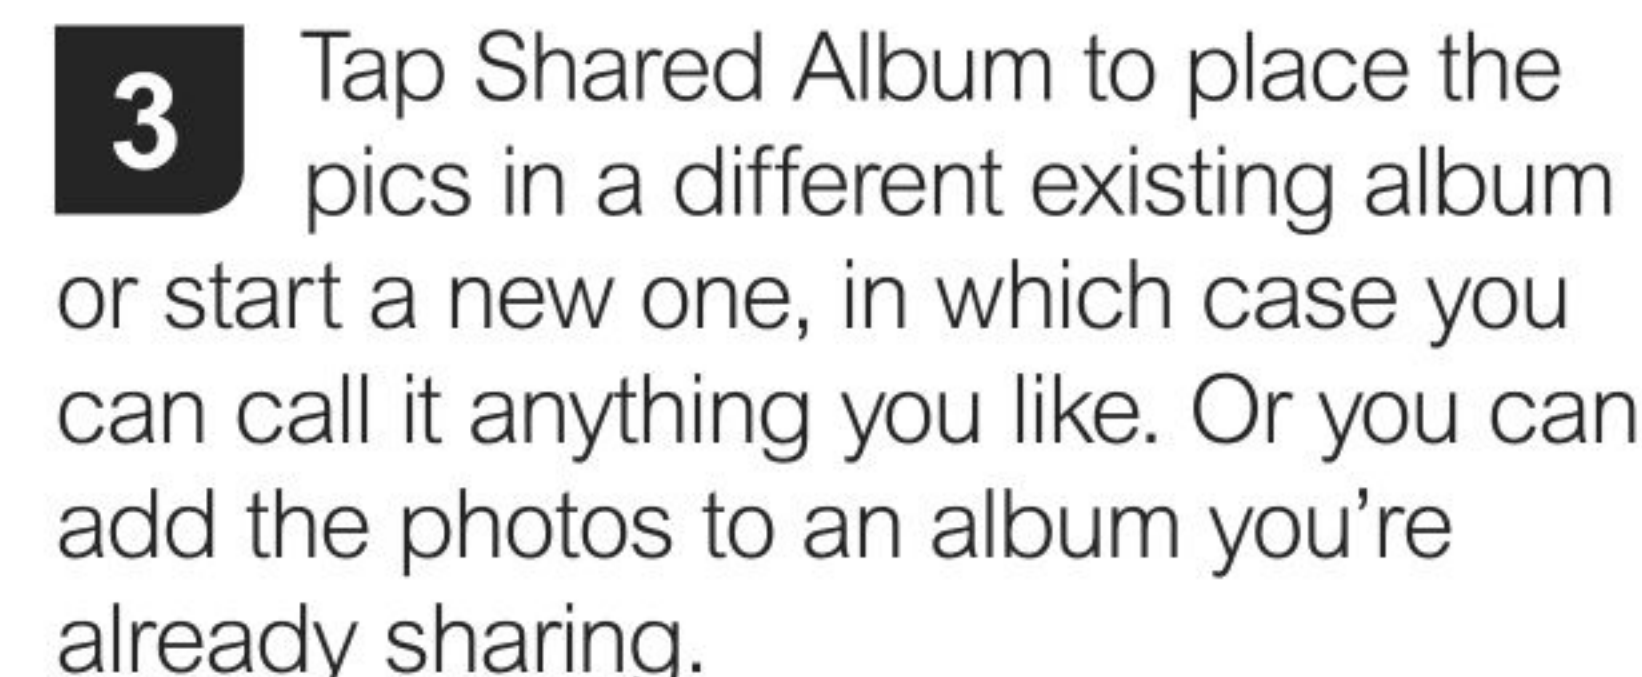 3
Tap Shared Album to place the
pics in a different existing album
or start a new one, in which case you
can call it anything you like. Or you can
add the photos to an album you’re
already sharing.